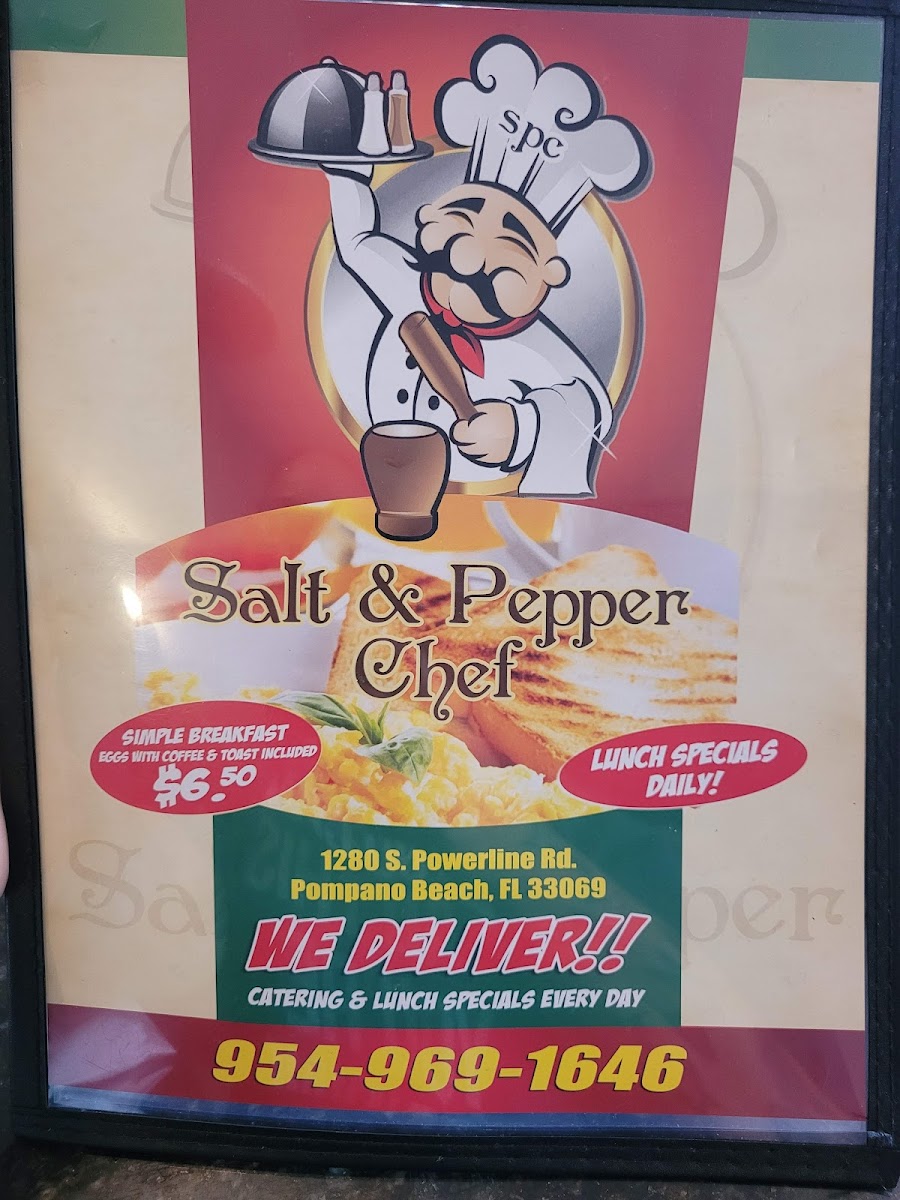 spc
Salt & Pepper
Chef
SIMPLE BREAKFAST
EGGS WITH COFFEE & TOAST INCLUDED
$6.50
LUNCH SPECIALS
DAILY!
1280 S. Powerline Rd.
Pompano Beach, FL 33069
WE DELIVER!!
CATERING & LUNCH SPECIALS EVERY DAY
954-969-1646